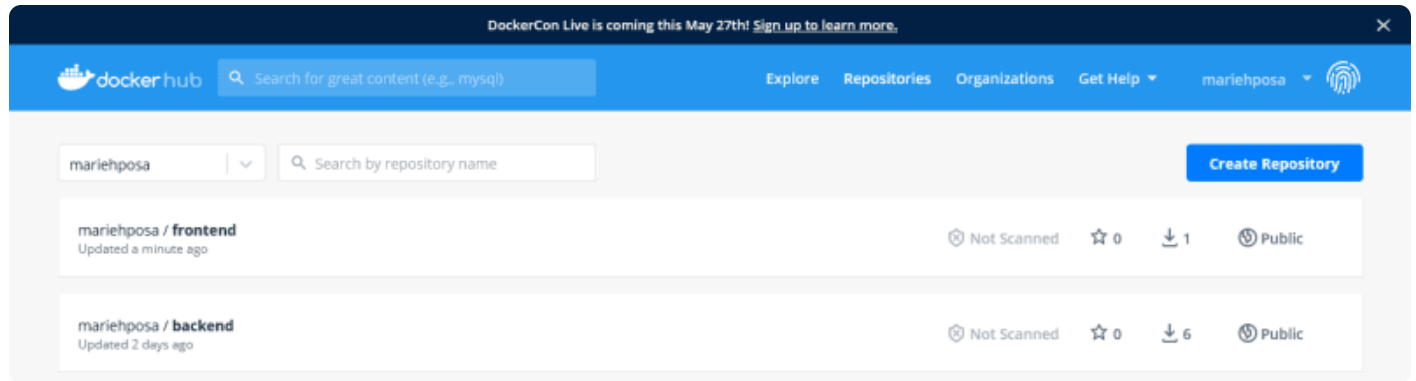 DockerCon Live is coming this May 27th! Sign up to learn more.
dockerhub Search for great content (e.g., mysql) Explore Repositories Organizations Get Help mariehposa
mariehposa Search by repository name Create Repository
mariehposa / frontend Not Scanned 0 1 Public
Updated a minute ago
mariehposa / backend Not Scanned 0 6 Public
Updated 2 days ago